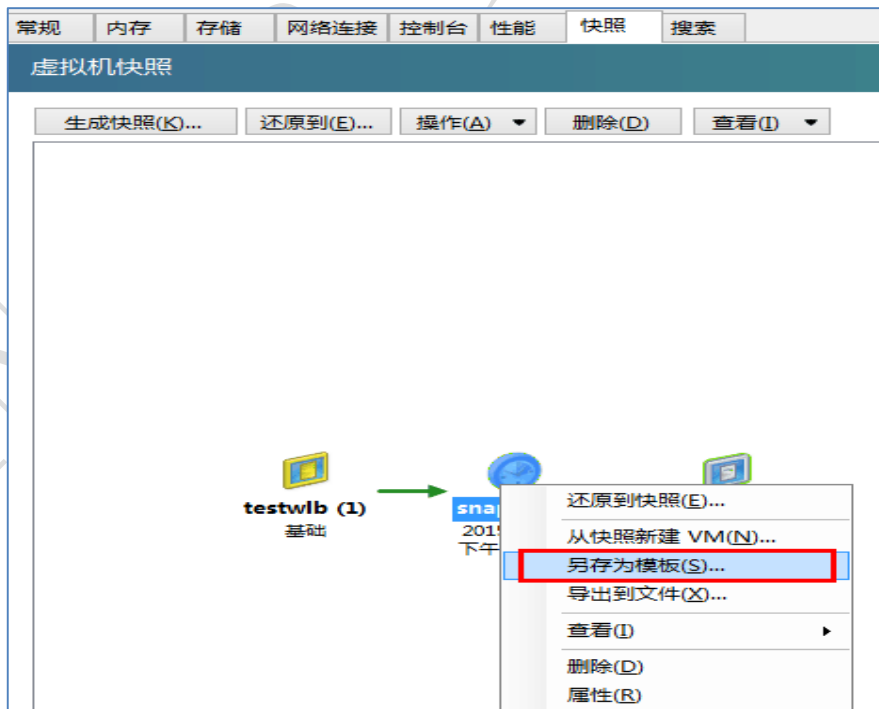 常规 内存 存储 网络连接 控制台 性能 快照 搜索
虚拟机快照
生成快照(K)... 还原到(E)... 操作(A) 删除(D) 查看(I)
testwlb (1)
基础
下午
还原到快照(E)...
从快照新建 VM(N)...
另存为模板(S)...
导出到文件(X)...
查看(I)
删除(D)
属性(R)